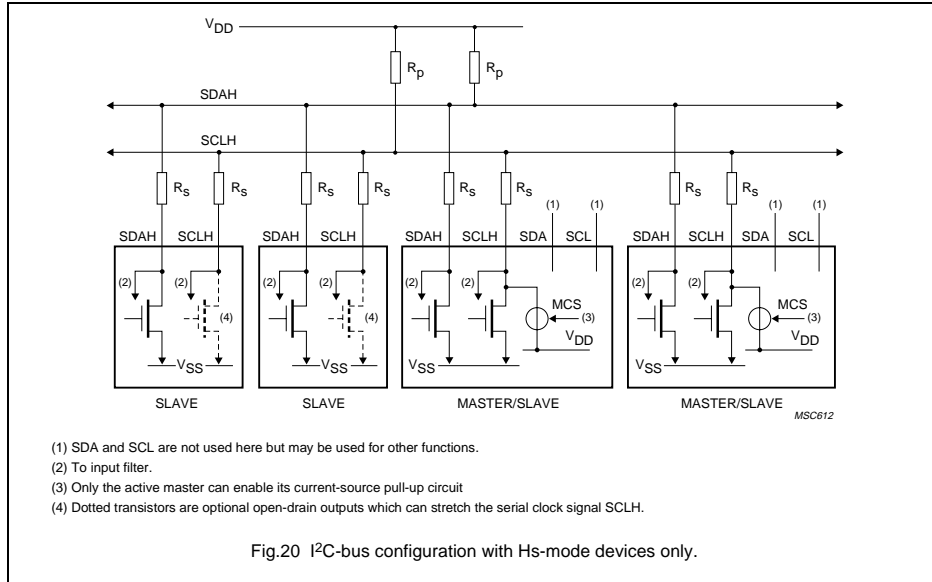 VDD
Rp Rp
SDAH
SCLH
Rs Rs Rs Rs Rs Rs Rs Rs
(1) (1) (1) (1)
SDAH SCLH SDAH SCLH SDAH SCLH SDA SCL SDAH SCLH SDA SCL
(2) (2) (2) (2) (2) (2) (2) (2)
MCS MCS
(4) (4) (3) (3)
VDD VDD
VSS VSS VSS VSS
SLAVE SLAVE MASTER/SLAVE MASTER/SLAVE
MSC612
(1) SDA and SCL are not used here but may be used for other functions.
(2) To input filter.
(3) Only the active master can enable its current-source pull-up circuit
(4) Dotted transistors are optional open-drain outputs which can stretch the serial clock signal SCLH.
Fig.20 I2C-bus configuration with Hs-mode devices only.